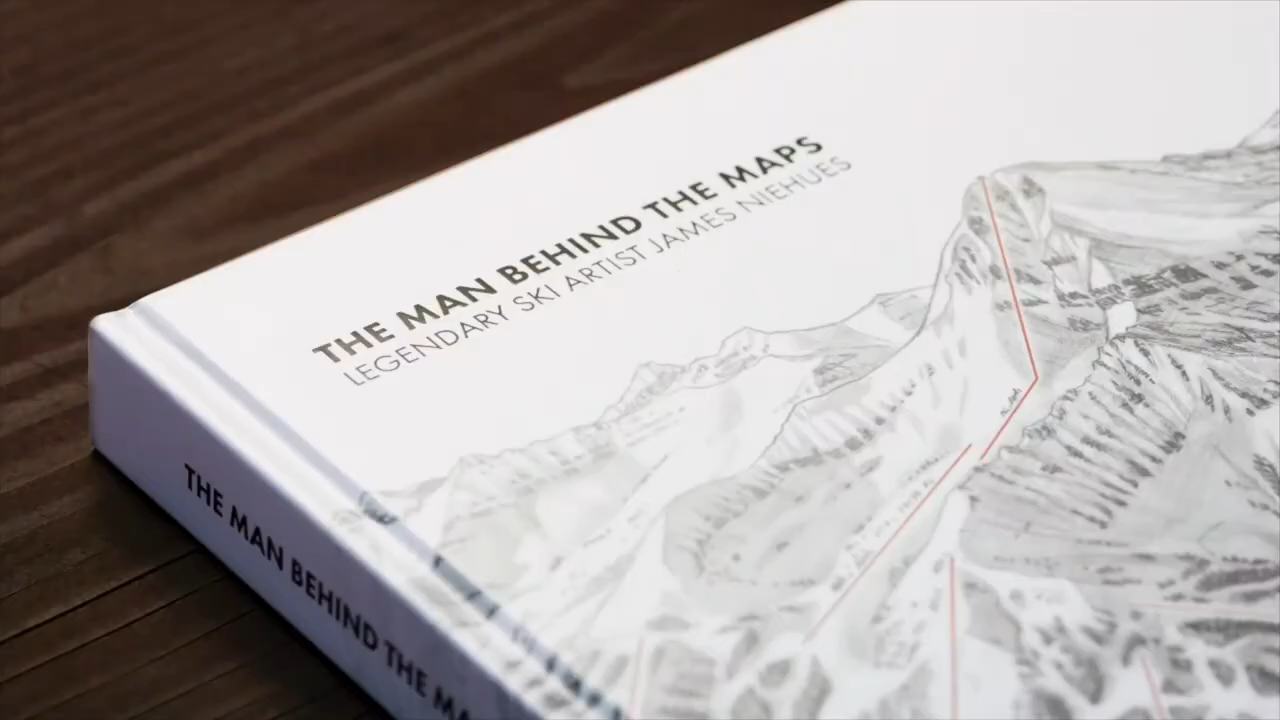 THE MAN BEHIND THE MAPS
LEGENDARY SKI ARTIST JAMES NIEHUES
THE MAN BEHIND THE MA